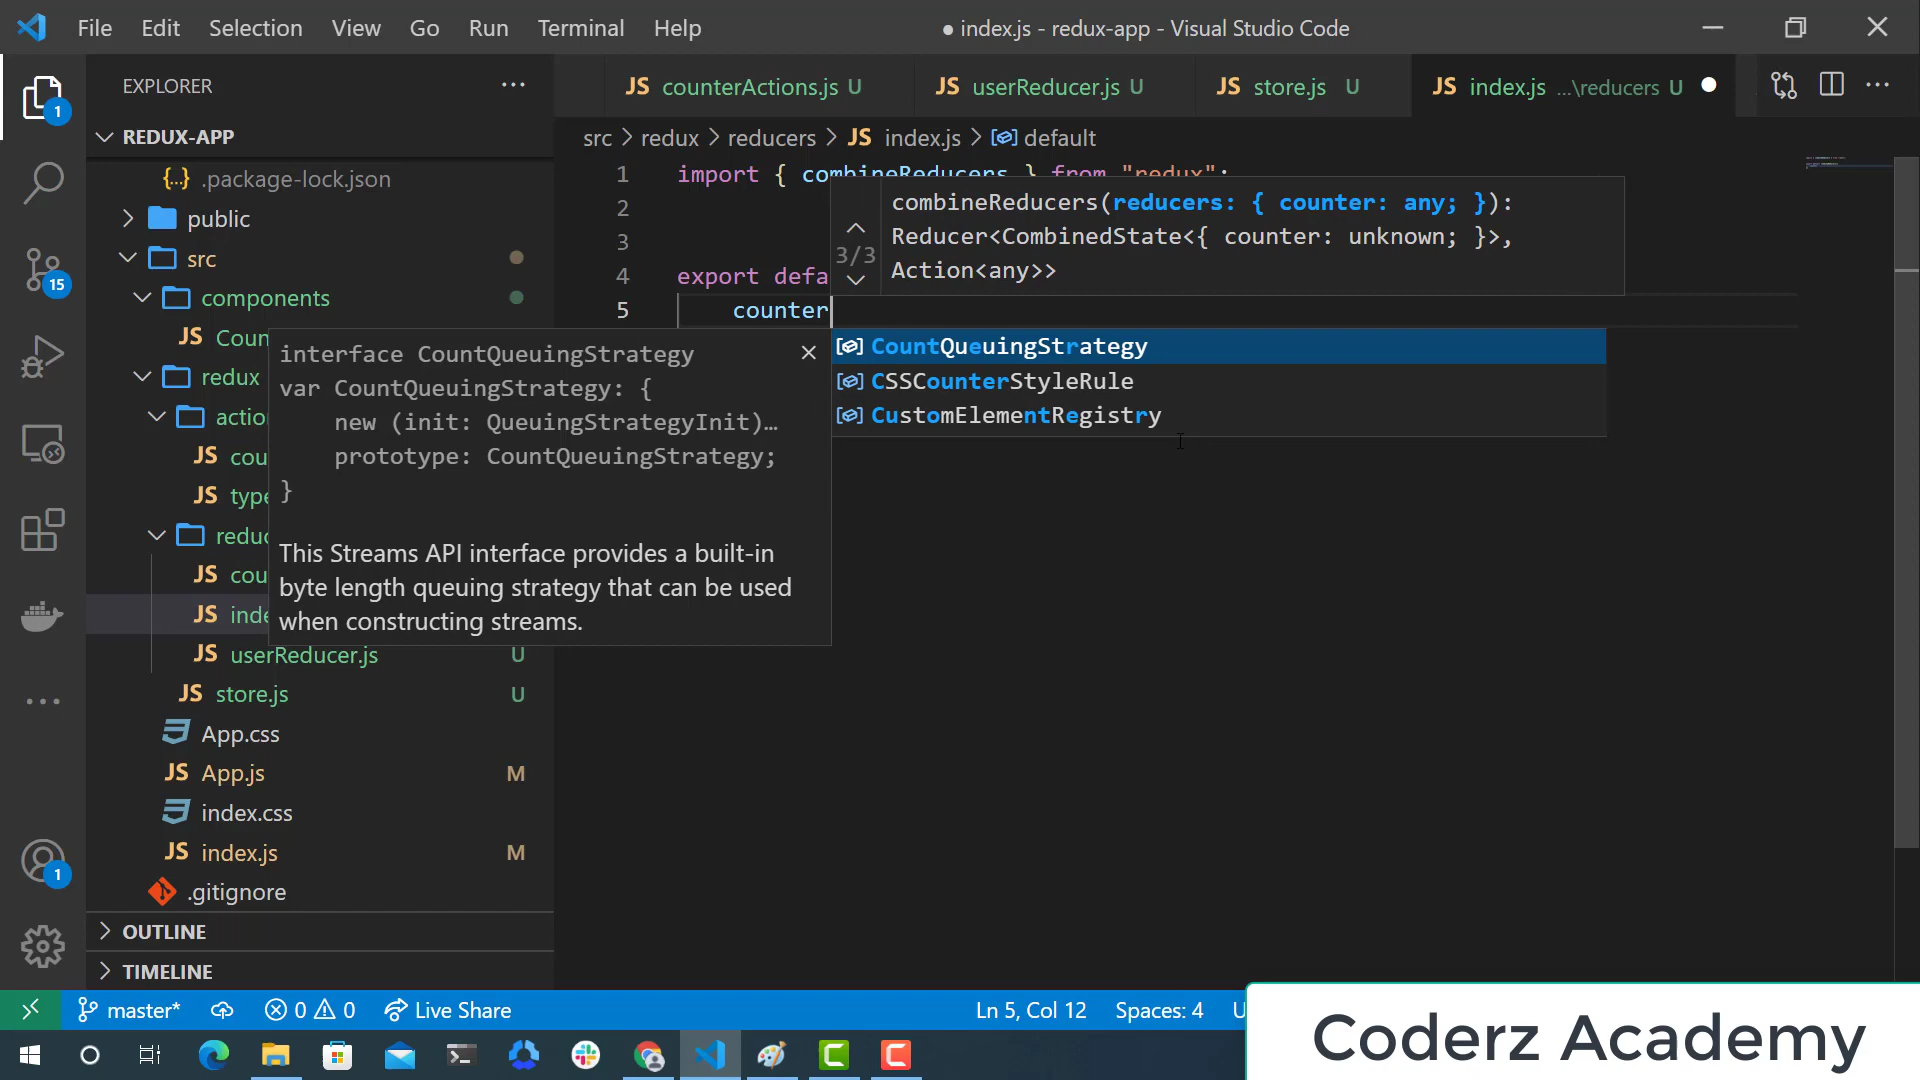 File Edit Selection View Go Run Terminal Help
● index.js - redux-app - Visual Studio Code
EXPLORER
JS counterActions.js U
JS userReducer.js U
JS store.js U
JS index.js ...\reducers U
REDUX-APP
src > redux > reducers > JS index.js > default
{..} .package-lock.json
public
src
components
JS Coun
redux
actio
JS cou
JS type
reduc
JS cou
JS inde
JS userReducer.js U
JS store.js U
App.css
JS App.js M
index.css
JS index.js M
.gitignore
OUTLINE
TIMELINE
1 import { combineReducers } from "redux";
2
3
4 export defa
5 counter
combineReducers(reducers: { counter: any; }):
Reducer<CombinedState<{ counter: unknown; }>,
Action<any>>
3/3
CountQueuingStrategy
CSSCounterStyleRule
CustomElementRegistry
interface CountQueuingStrategy
var CountQueuingStrategy: {
new (init: QueuingStrategyInit)…
prototype: CountQueuingStrategy;
}
This Streams API interface provides a built-in
byte length queuing strategy that can be used
when constructing streams.
1
15
1
master* 0 0 Live Share
Ln 5, Col 12 Spaces: 4 U
Coderz Academy